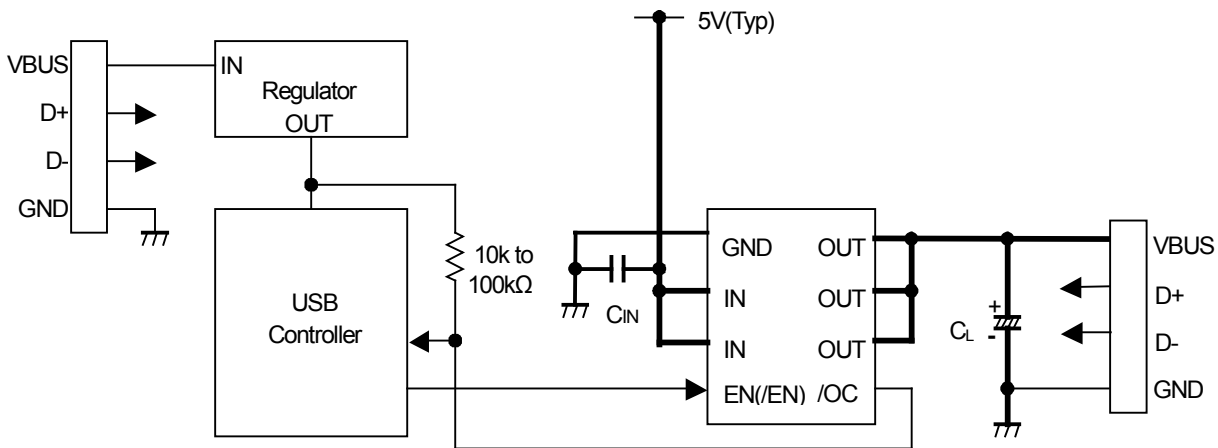 5V(Typ)
VBUS
D+
D-
GND
IN
Regulator
OUT
10k to
100kΩ
USB
Controller
CIN
GND
IN
IN
EN(/EN)
OUT
OUT
OUT
/OC
+
CL
-
VBUS
D+
D-
GND